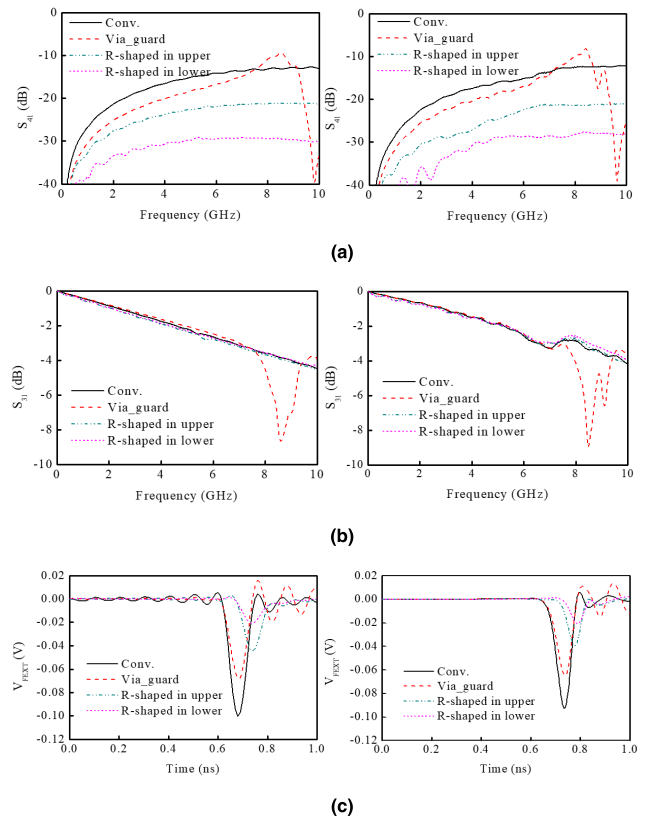 (a)
Conv.
Via_guard
R-shaped in upper
R-shaped in lower
S41 (dB)
0
-10
-20
-30
-40
0 2 4 6 8 10
Frequency (GHz)
Conv.
Via_guard
R-shaped in upper
R-shaped in lower
S41 (dB)
0
-10
-20
-30
-40
0 2 4 6 8 10
Frequency (GHz)
(b)
S31 (dB)
0
-2
-4
-6
-8
-10
Conv.
Via_guard
R-shaped in upper
R-shaped in lower
0 2 4 6 8 10
Frequency (GHz)
S31 (dB)
0
-2
-4
-6
-8
-10
Conv.
Via_guard
R-shaped in upper
R-shaped in lower
0 2 4 6 8 10
Frequency (GHz)
(c)
VFEXT (V)
0.02
0.00
-0.02
-0.04
-0.06
-0.08
-0.10
-0.12
Conv.
Via_guard
R-shaped in upper
R-shaped in lower
0.0 0.2 0.4 0.6 0.8 1.0
Time (ns)
VFEXT (V)
0.02
0.00
-0.02
-0.04
-0.06
-0.08
-0.10
-0.12
Conv.
Via_guard
R-shaped in upper
R-shaped in lower
0.0 0.2 0.4 0.6 0.8 1.0
Time (ns)